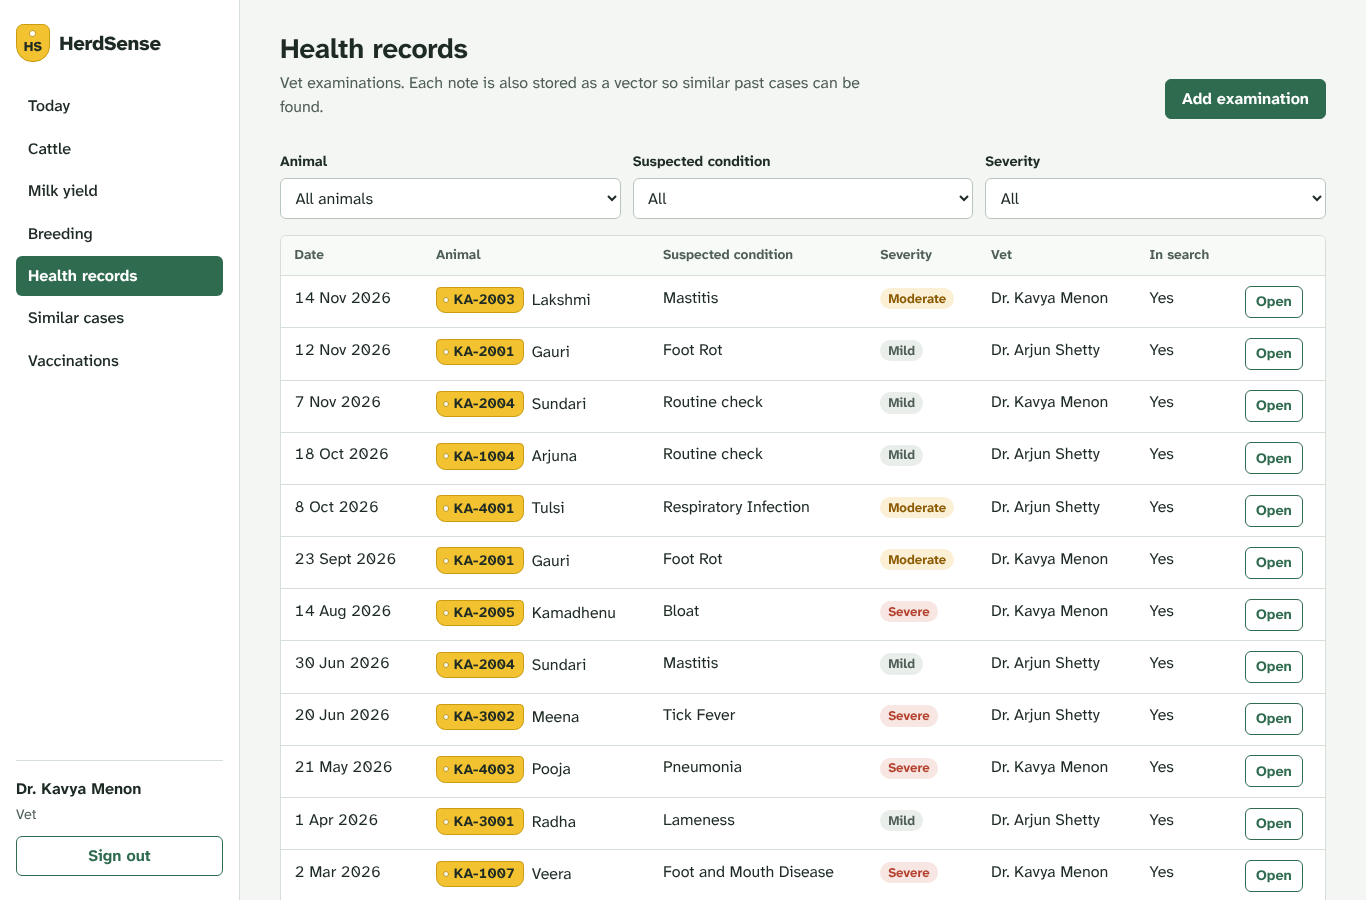 HS HerdSense
Today
Cattle
Milk yield
Breeding
Health records
Similar cases
Vaccinations
Dr. Kavya Menon
Vet
Sign out
Health records
Vet examinations. Each note is also stored as a vector so similar past cases can be
found.
Add examination
Animal Suspected condition Severity
All animals All All
Date Animal Suspected condition Severity Vet In search
14 Nov 2026 KA-2003 Lakshmi Mastitis Moderate Dr. Kavya Menon Yes Open
12 Nov 2026 KA-2001 Gauri Foot Rot Mild Dr. Arjun Shetty Yes Open
7 Nov 2026 KA-2004 Sundari Routine check Mild Dr. Kavya Menon Yes Open
18 Oct 2026 KA-1004 Arjuna Routine check Mild Dr. Arjun Shetty Yes Open
8 Oct 2026 KA-4001 Tulsi Respiratory Infection Moderate Dr. Arjun Shetty Yes Open
23 Sept 2026 KA-2001 Gauri Foot Rot Moderate Dr. Kavya Menon Yes Open
14 Aug 2026 KA-2005 Kamadhenu Bloat Severe Dr. Kavya Menon Yes Open
30 Jun 2026 KA-2004 Sundari Mastitis Mild Dr. Arjun Shetty Yes Open
20 Jun 2026 KA-3002 Meena Tick Fever Severe Dr. Arjun Shetty Yes Open
21 May 2026 KA-4003 Pooja Pneumonia Severe Dr. Kavya Menon Yes Open
1 Apr 2026 KA-3001 Radha Lameness Mild Dr. Arjun Shetty Yes Open
2 Mar 2026 KA-1007 Veera Foot and Mouth Disease Severe Dr. Kavya Menon Yes Open